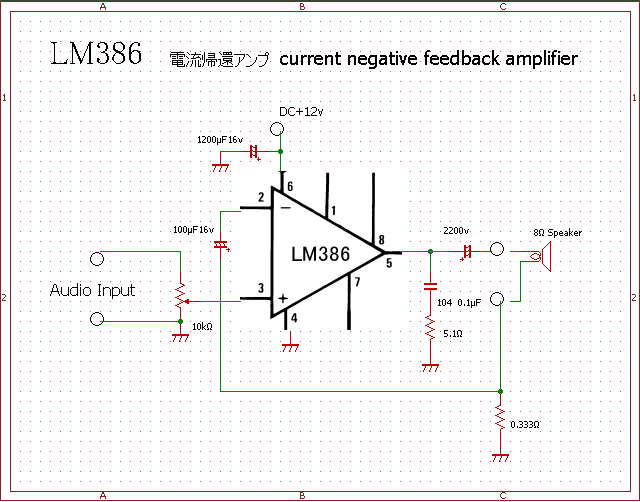 A B C
LM386 電流帰還アンプ current negative feedback amplifier
1 1
DC+12v
1200μF16v
6
2
−
1
100μF16v
LM386
8
5
7
3
+
4
2200v
8Ω Speaker
Audio Input
10kΩ
104 0.1μF
5.1Ω
2 2
0.333Ω
A B C